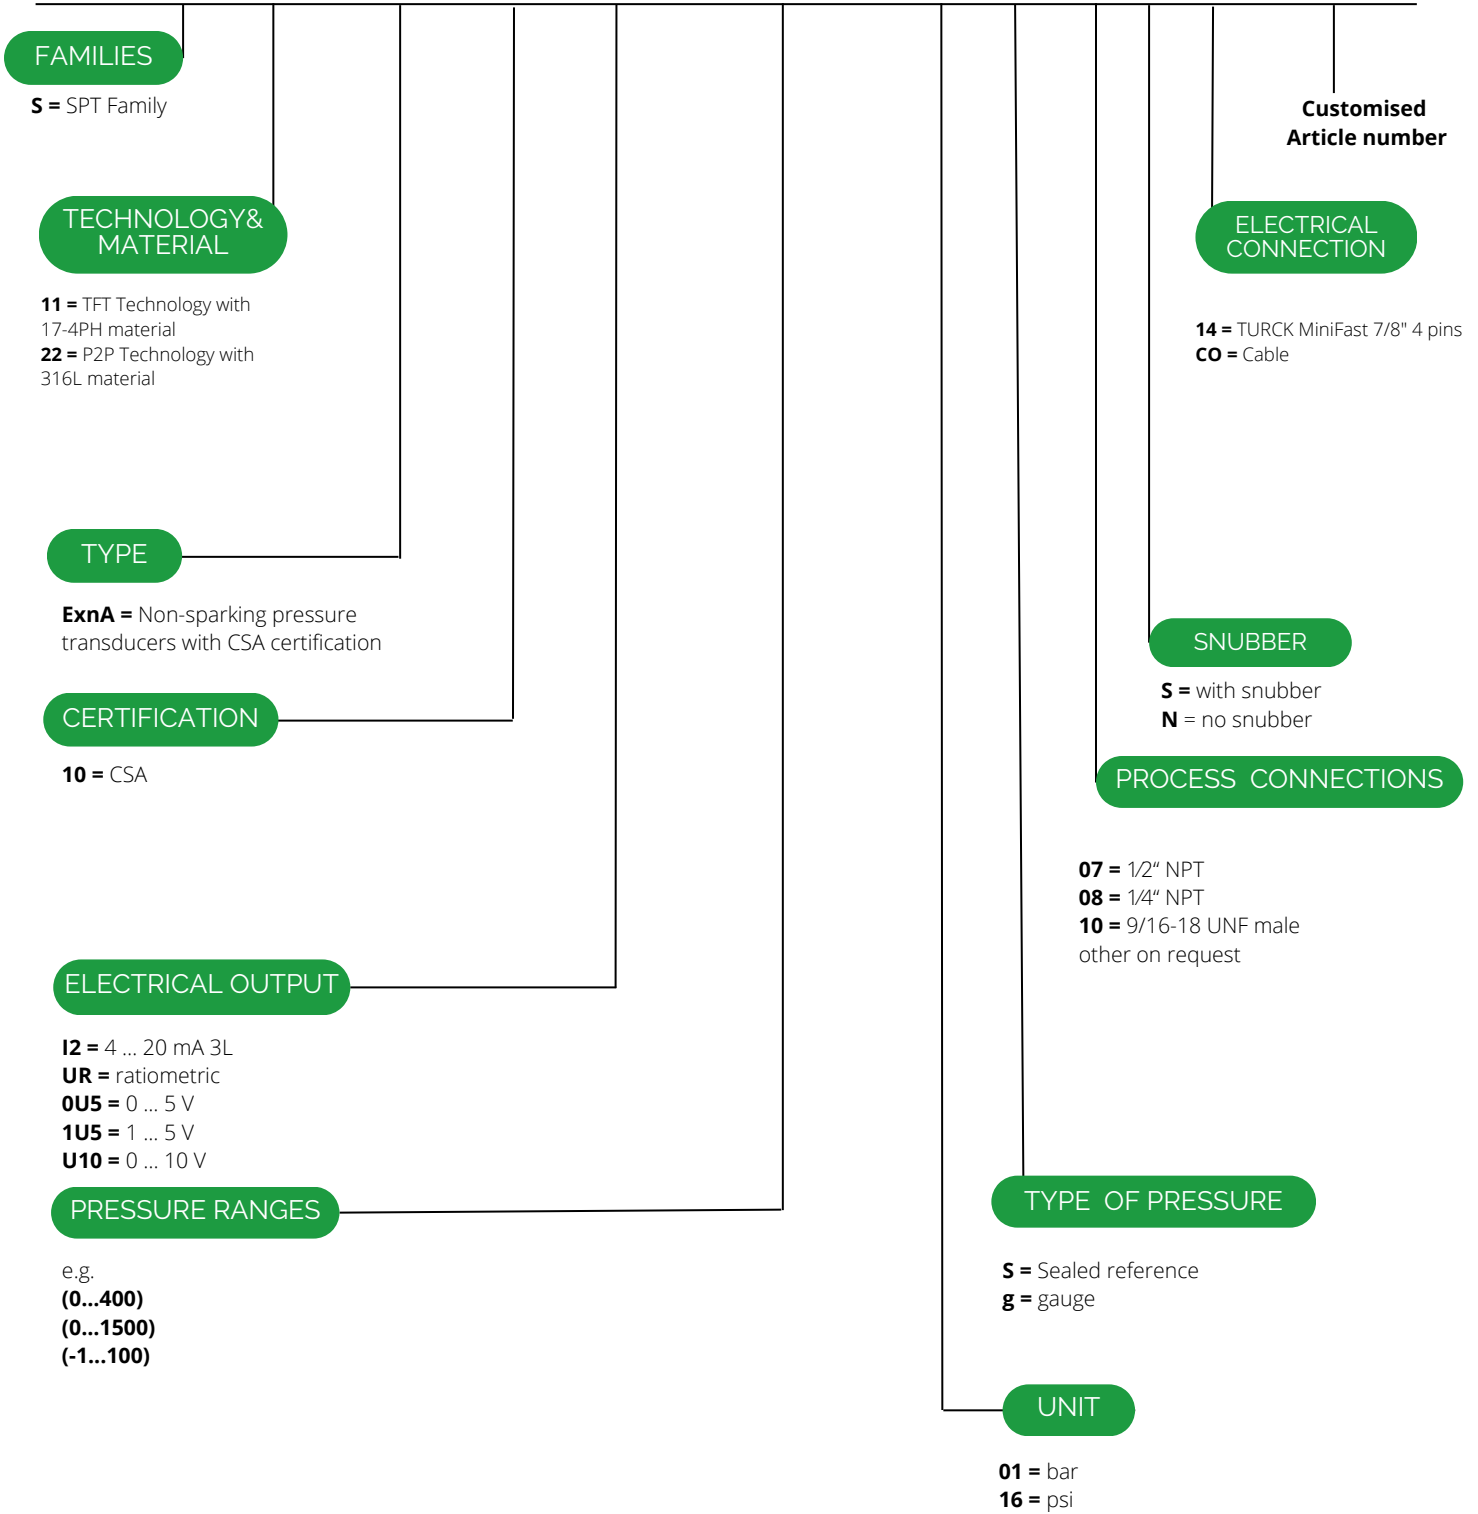 FAMILIES
S = SPT Family
Customised
Article number
TECHNOLOGY&
MATERIAL
11 = TFT Technology with
17-4PH material
22 = P2P Technology with
316L material
ELECTRICAL
CONNECTION
14 = TURCK MiniFast 7/8" 4 pins
CO = Cable
TYPE
ExnA = Non-sparking pressure
transducers with CSA certification
SNUBBER
S = with snubber
N = no snubber
CERTIFICATION
10 = CSA
PROCESS CONNECTIONS
07 = 1/2“ NPT
08 = 1/4“ NPT
10 = 9/16-18 UNF male
other on request
ELECTRICAL OUTPUT
I2 = 4 ... 20 mA 3L
UR = ratiometric
0U5 = 0 ... 5 V
1U5 = 1 ... 5 V
U10 = 0 ... 10 V
PRESSURE RANGES
e.g.
(0...400)
(0...1500)
(-1...100)
TYPE OF PRESSURE
S = Sealed reference
g = gauge
UNIT
01 = bar
16 = psi